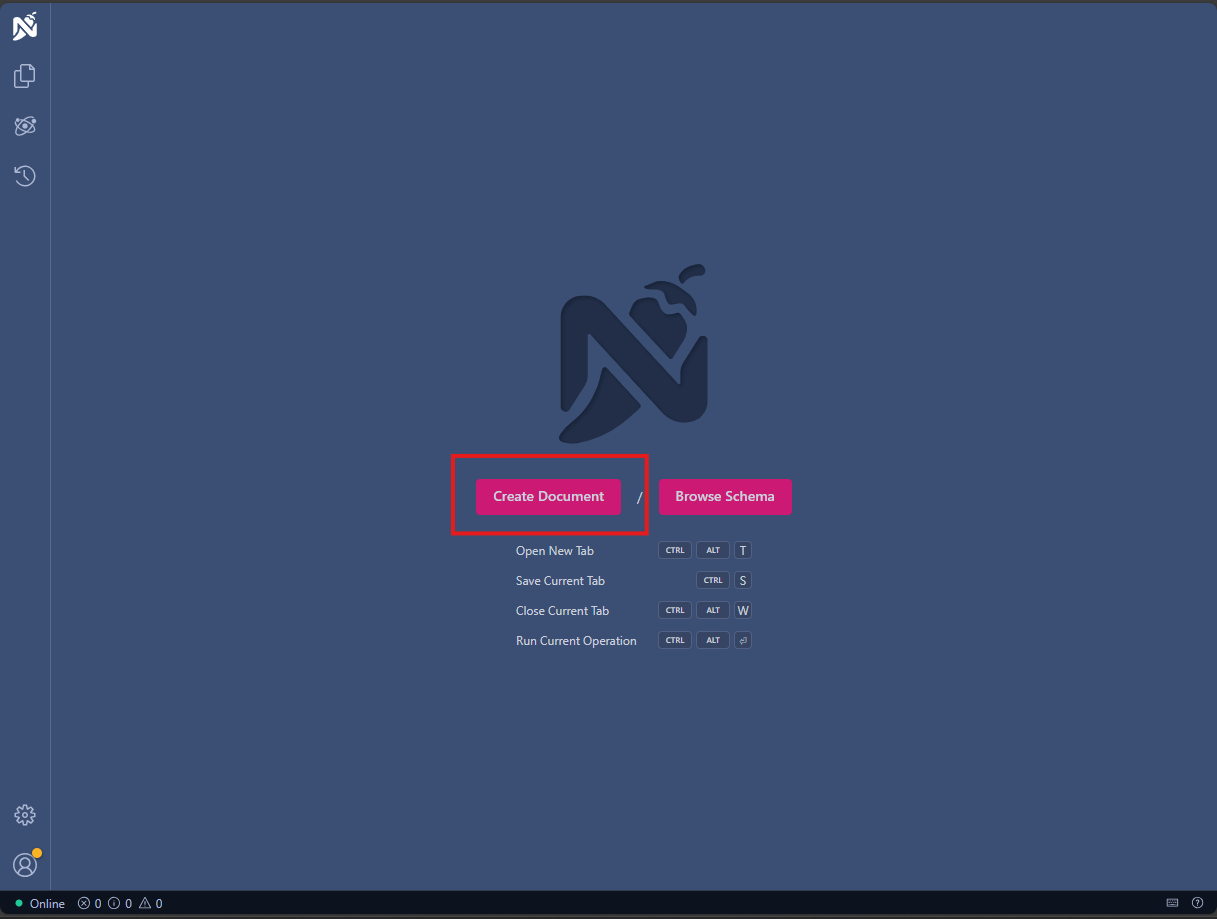 Create Document / Browse Schema
Open New Tab CTRL ALT T
Save Current Tab CTRL S
Close Current Tab CTRL ALT W
Run Current Operation CTRL ALT ⏎
Online 0 0 0